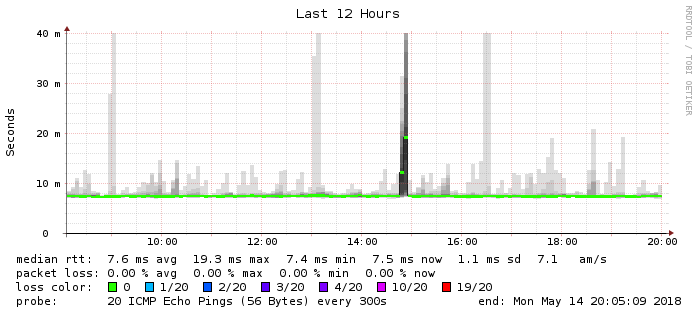 Last 12 Hours
RRDTOOL / TOBI OETIKER
Seconds
40 m
30 m
20 m
10 m
0
10:00 12:00 14:00 16:00 18:00 20:00
median rtt: 7.6 ms avg 19.3 ms max 7.4 ms min 7.5 ms now 1.1 ms sd 7.1 am/s
packet loss: 0.00 % avg 0.00 % max 0.00 % min 0.00 % now
loss color: 0 1/20 2/20 3/20 4/20 10/20 19/20
probe: 20 ICMP Echo Pings (56 Bytes) every 300s end: Mon May 14 20:05:09 2018